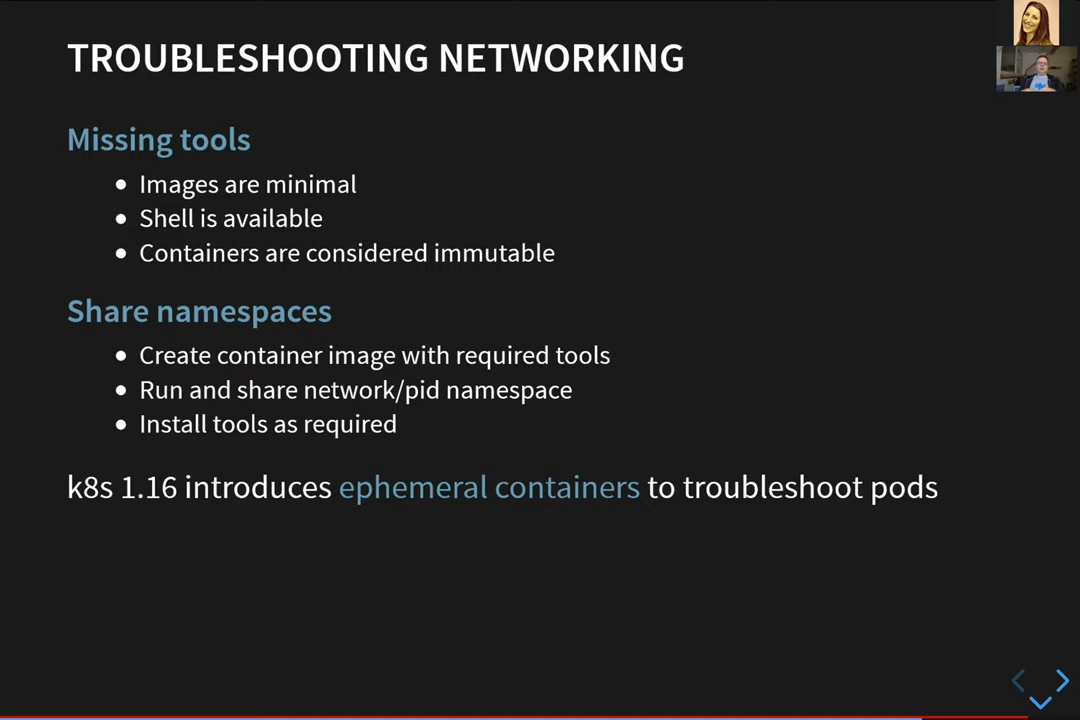 TROUBLESHOOTING NETWORKING
Missing tools
Images are minimal
Shell is available
Containers are considered immutable
Share namespaces
Create container image with required tools
Run and share network/pid namespace
Install tools as required
k8s 1.16 introduces ephemeral containers to troubleshoot pods